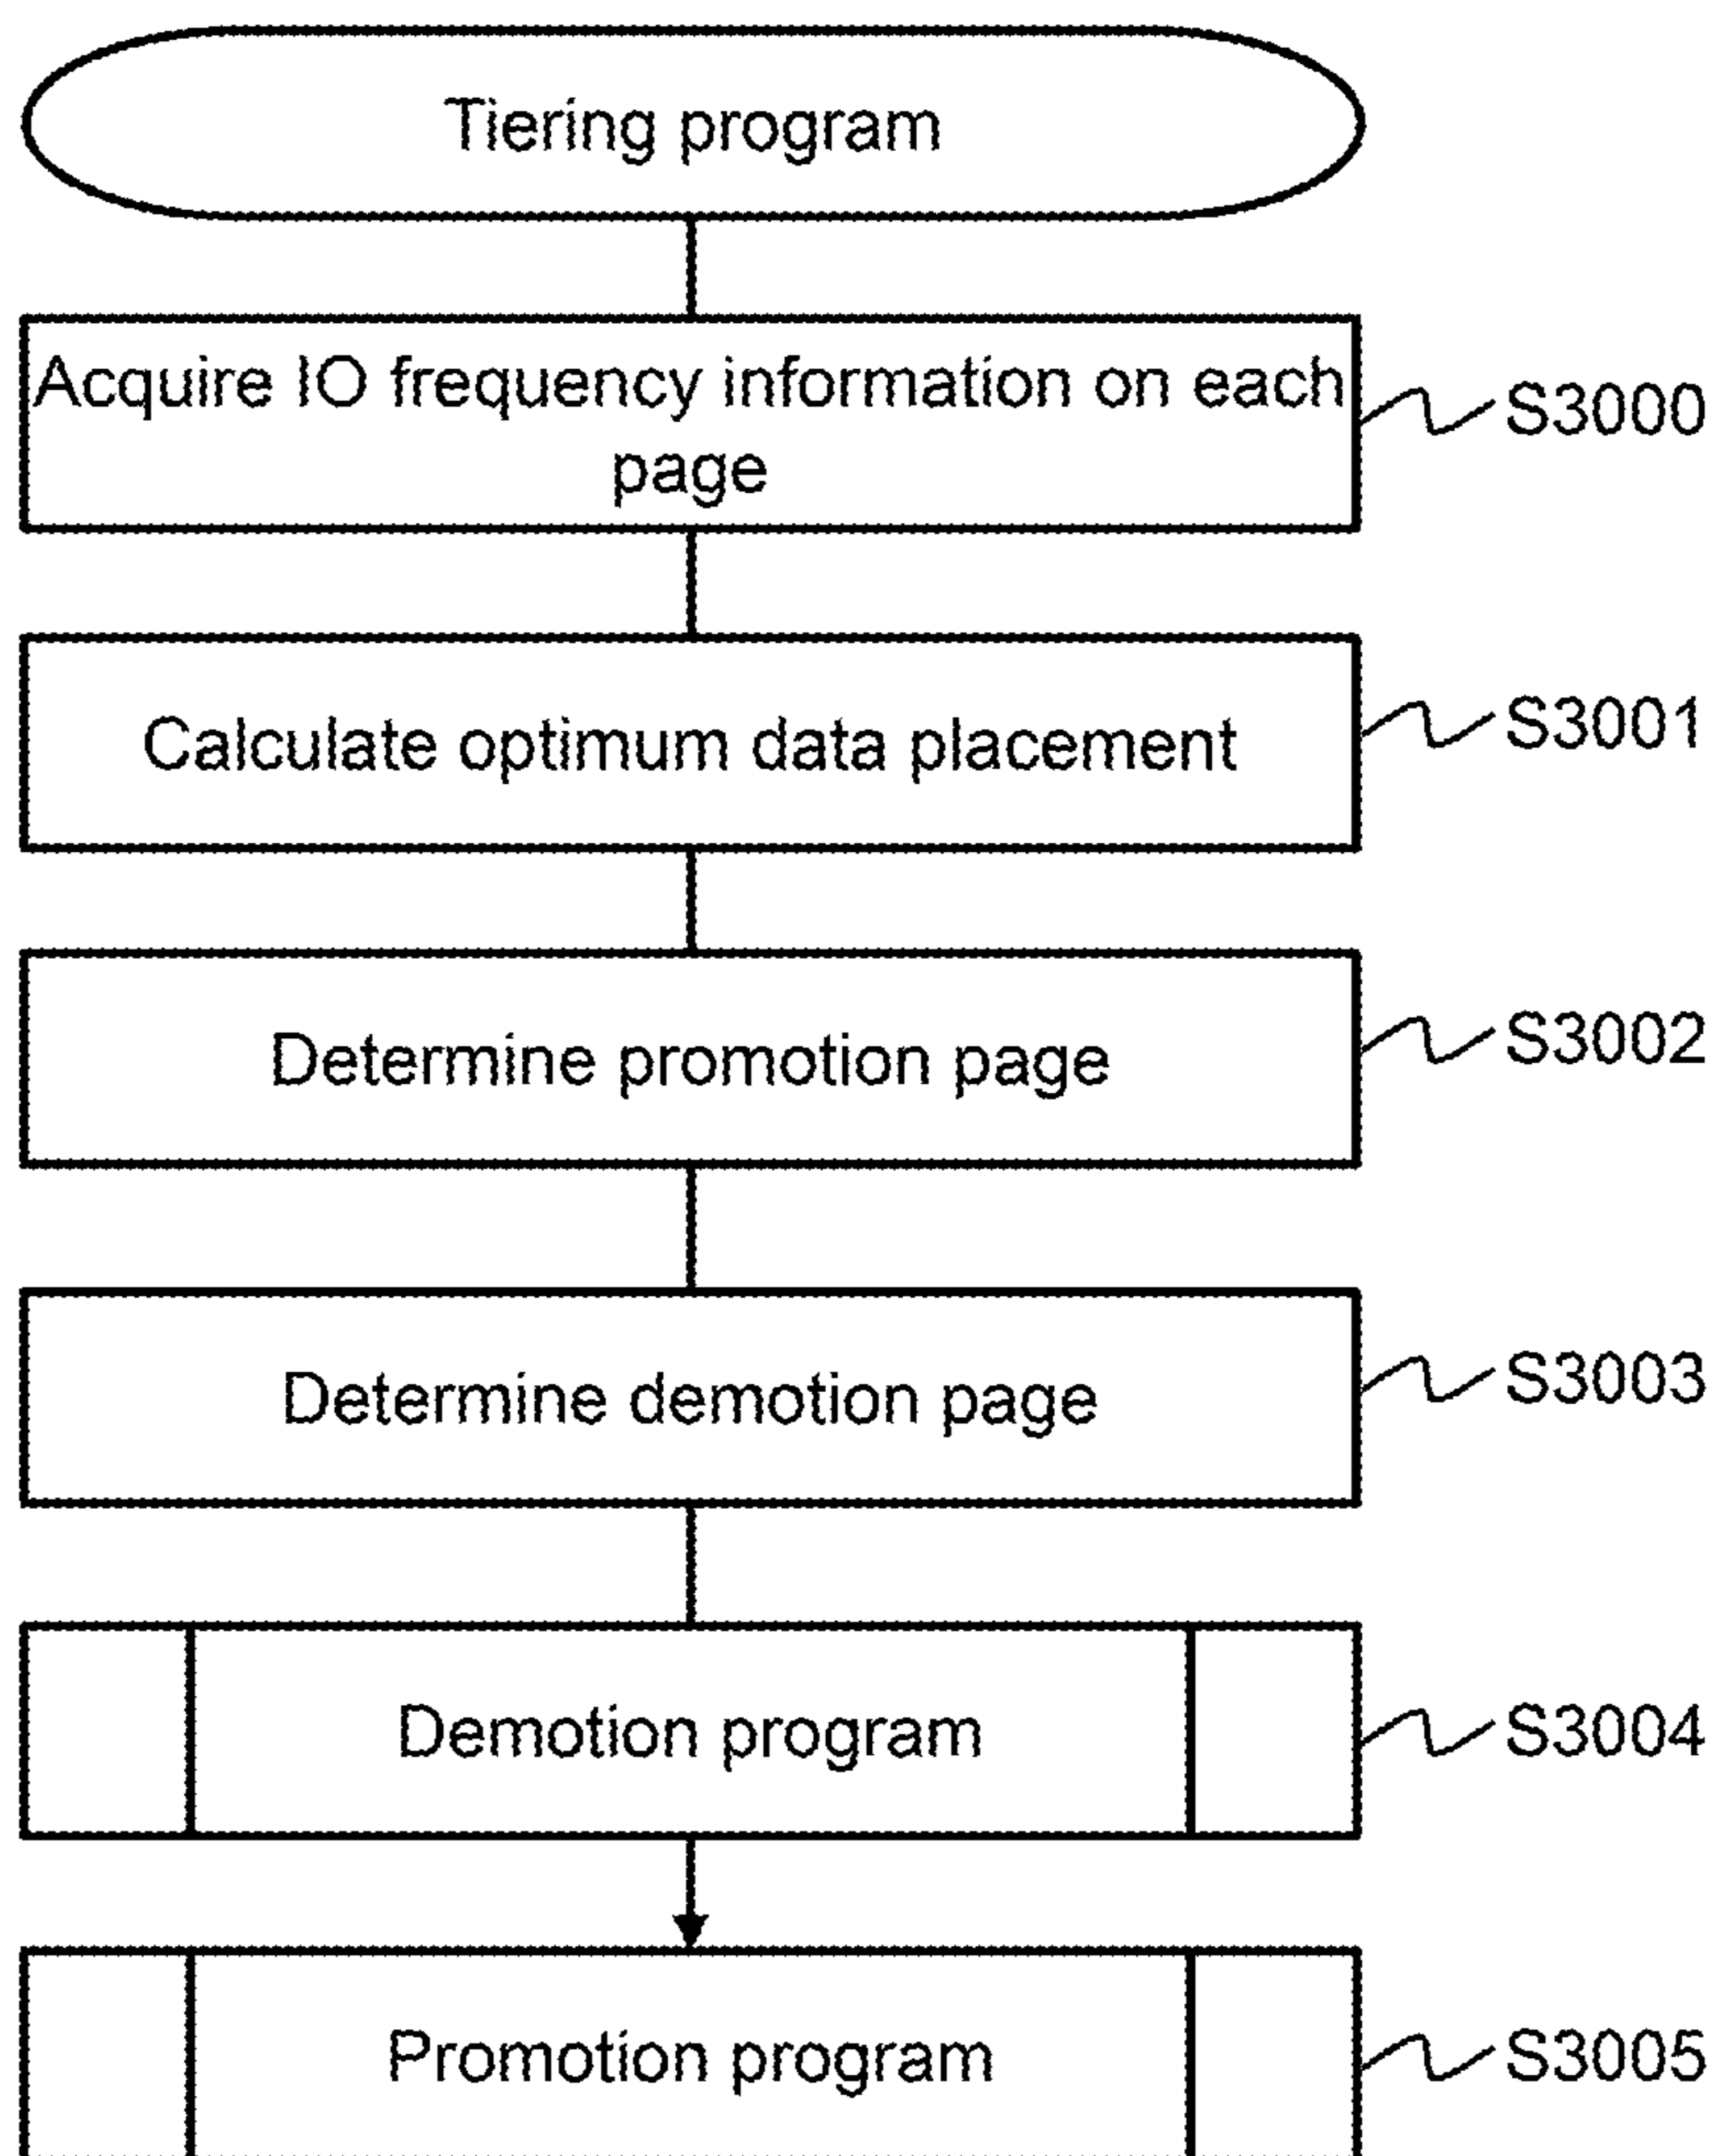 Tiering program
Acquire IO frequency information on each
page
S3000
Calculate optimum data placement
S3001
Determine promotion page
S3002
Determine demotion page
S3003
Demotion program
S3004
Promotion program
S3005